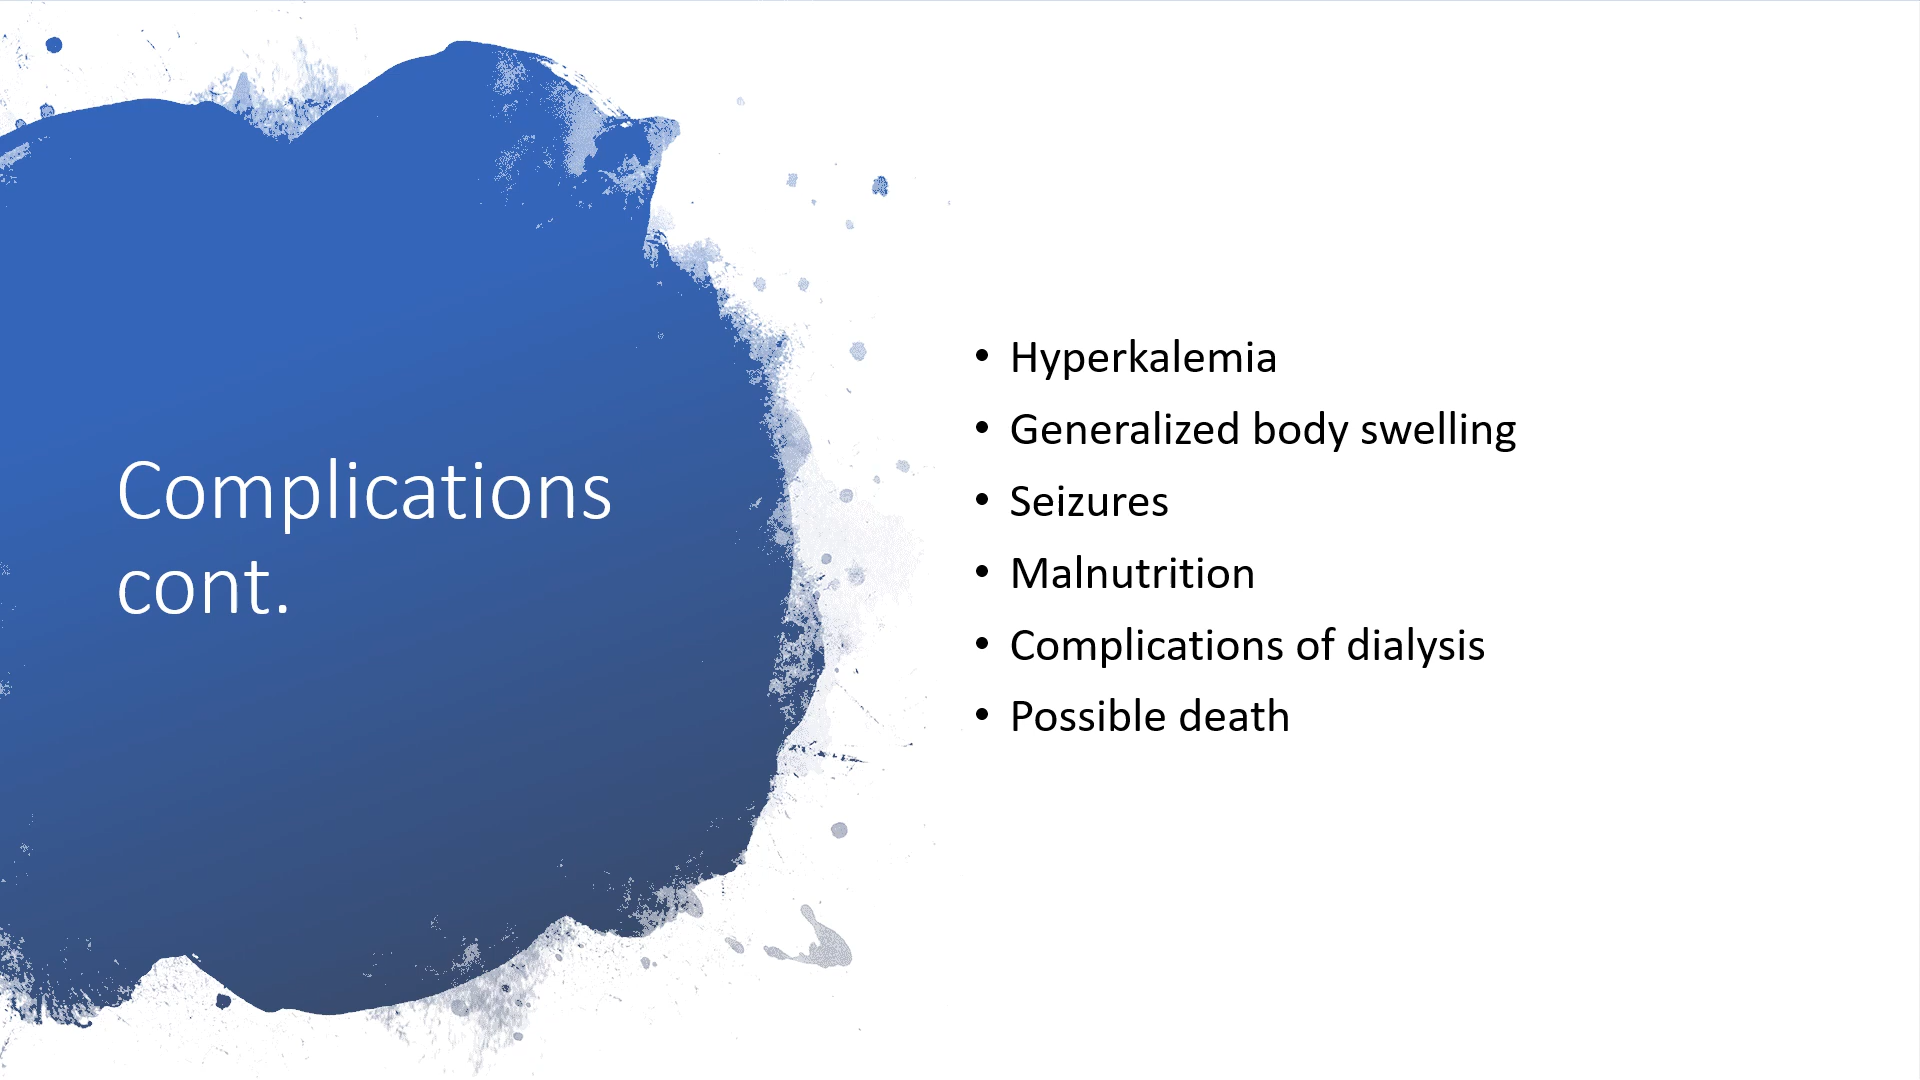 Complications
cont.
• Hyperkalemia
• Generalized body swelling
• Seizures
• Malnutrition
• Complications of dialysis
• Possible death